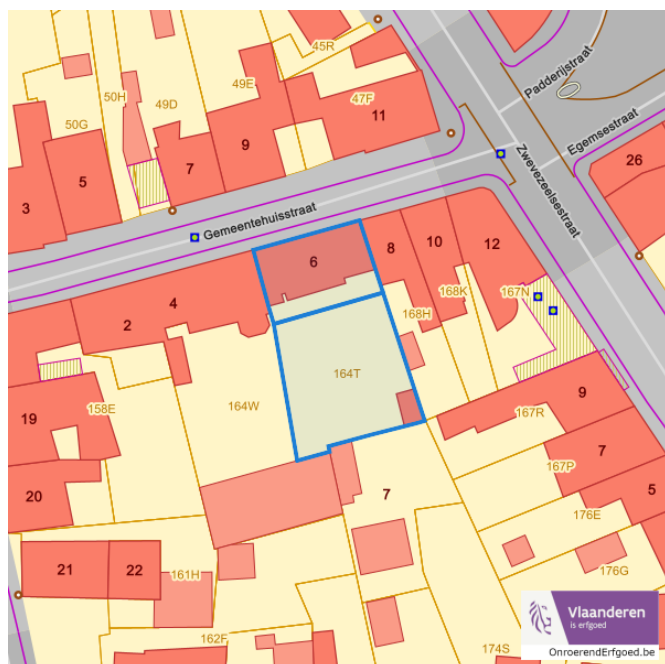 45R
Padderijstraat
50H
49D
49E
47F
11
Egemsestraat
50G
9
7
5
Zwevezeelsestraat
26
3
Gemeentehuisstraat
6
8
10
12
167N
168K
4
2
168H
164T
164W
158E
9
19
167R
7
167P
20
7
5
176E
21
22
161H
176G
162F
174S
Vlaanderen
is erfgoed
OnroerendErfgoed.be